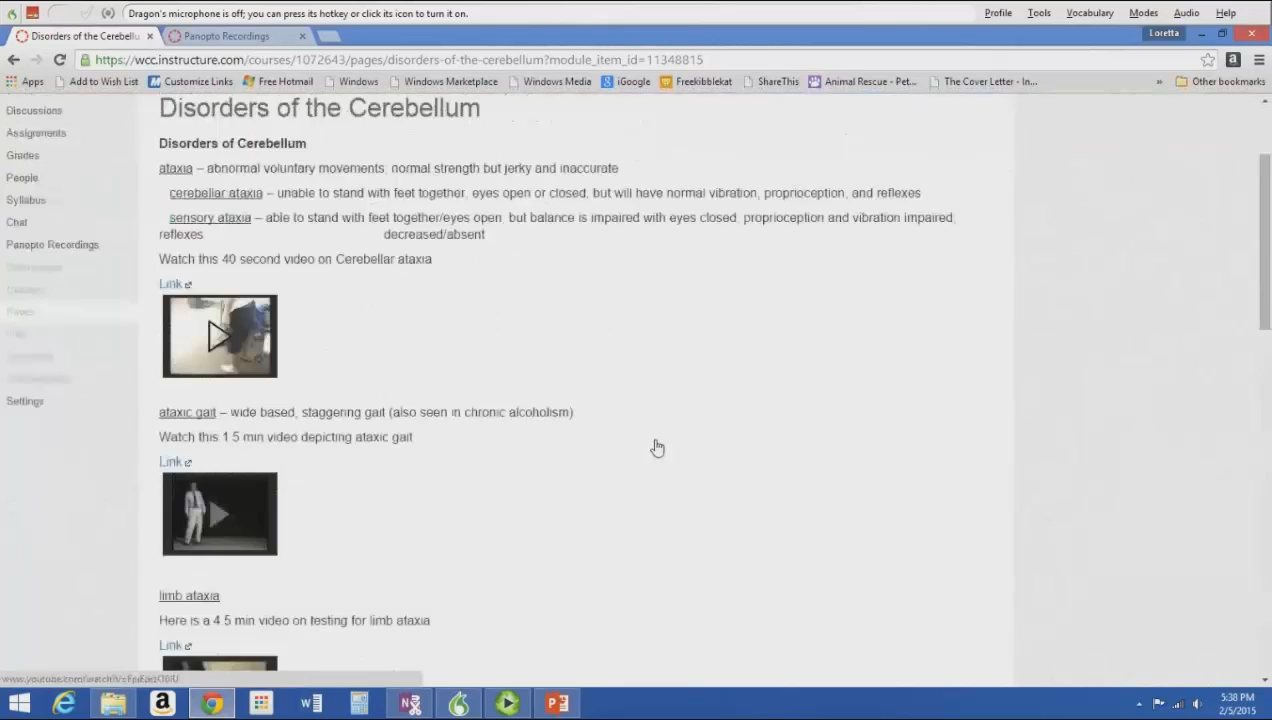 Dragon's microphone is off; you can press its hotkey or click its icon to turn it on.
Profile Tools Vocabulary Modes Audio Help
Disorders of the Cerebellu × Panopto Recordings × Loretta
https://wcc.instructure.com/courses/1072643/pages/disorders-of-the-cerebellum?module_item_id=11348815
Apps Add to Wish List Customize Links Free Hotmail Windows Windows Marketplace Windows Media iGoogle Freekibblekat ShareThis Animal Rescue - Pet... The Cover Letter - In... » Other bookmarks
Discussions
Assignments
Grades
People
Syllabus
Chat
Panopto Recordings
Settings
Disorders of the Cerebellum
Disorders of Cerebellum
ataxia – abnormal voluntary movements, normal strength but jerky and inaccurate
cerebellar ataxia – unable to stand with feet together, eyes open or closed, but will have normal vibration, proprioception, and reflexes
sensory ataxia – able to stand with feet together/eyes open, but balance is impaired with eyes closed, proprioception and vibration impaired,
reflexes decreased/absent
Watch this 40 second video on Cerebellar ataxia
Link
ataxic gait – wide based, staggering gait (also seen in chronic alcoholism)
Watch this 1.5 min video depicting ataxic gait
Link
limb ataxia
Here is a 4.5 min video on testing for limb ataxia
Link
5:38 PM
2/5/2015